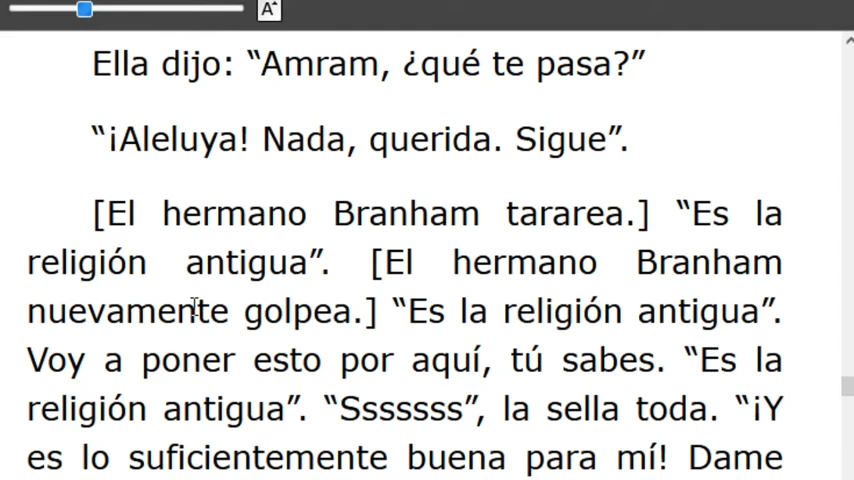 A
Ella dijo: “Amram, ¿qué te pasa?”
“¡Aleluya! Nada, querida. Sigue”.
[El hermano Branham tararea.] “Es la
religión antigua”. [El hermano Branham
nuevamente golpea.] “Es la religión antigua”.
Voy a poner esto por aquí, tú sabes. “Es la
religión antigua”. “Sssssss”, la sella toda. “¡Y
es lo suficientemente buena para mí! Dame